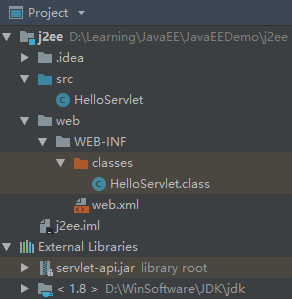 Project
j2ee D:\Learning\JavaEE\JavaEEDemo\j2ee
.idea
src
HelloServlet
web
WEB-INF
classes
HelloServlet.class
web.xml
j2ee.iml
External Libraries
servlet-api.jar library root
< 1.8 > D:\WinSoftware\JDK\jdk